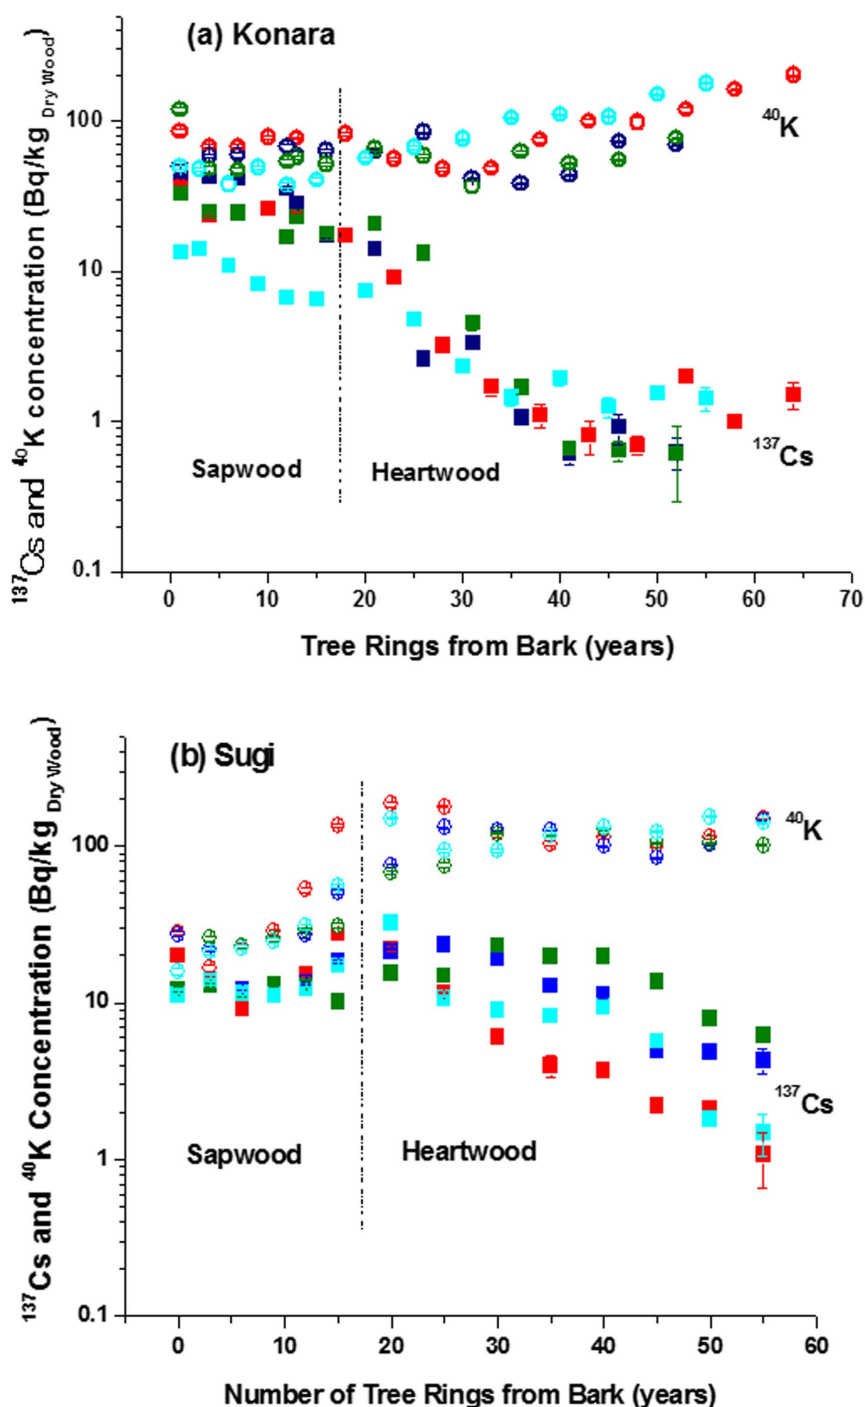 (a) Konara
¹³⁷Cs and ⁴⁰K concentration (Bq/kg Dry Wood)
100
10
1
0.1
⁴⁰K
¹³⁷Cs
Sapwood
Heartwood
0 10 20 30 40 50 60 70
Tree Rings from Bark (years)
(b) Sugi
¹³⁷Cs and ⁴⁰K Concentration (Bq/kg Dry Wood)
100
10
1
0.1
⁴⁰K
¹³⁷Cs
Sapwood
Heartwood
0 10 20 30 40 50 60
Number of Tree Rings from Bark (years)